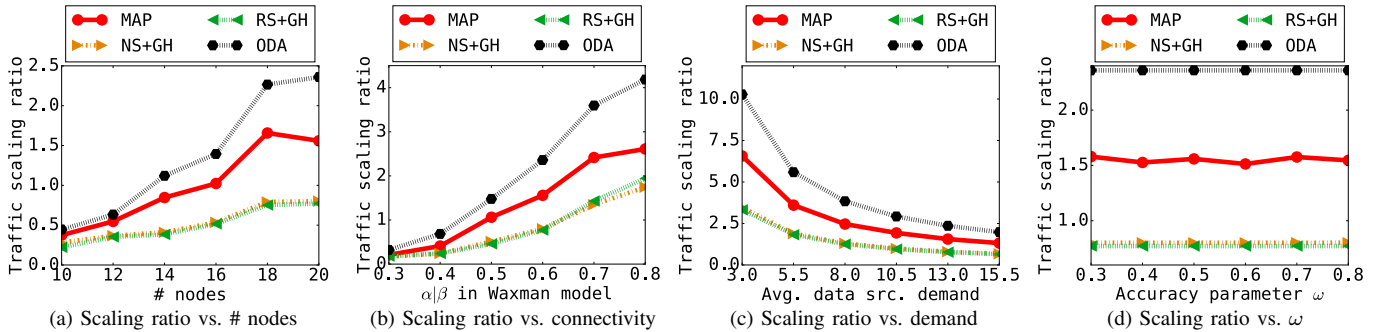 MAP RS+GH
NS+GH ODA
Traffic scaling ratio
2.5
2.0
1.5
1.0
0.5
0.0
10 12 14 16 18 20
# nodes
(a) Scaling ratio vs. # nodes
MAP RS+GH
NS+GH ODA
Traffic scaling ratio
4
3
2
1
0
0.3 0.4 0.5 0.6 0.7 0.8
α|β in Waxman model
(b) Scaling ratio vs. connectivity
MAP RS+GH
NS+GH ODA
Traffic scaling ratio
10.0
7.5
5.0
2.5
0.0
3.0 5.5 8.0 10.5 13.0 15.5
Avg. data src. demand
(c) Scaling ratio vs. demand
MAP RS+GH
NS+GH ODA
Traffic scaling ratio
2.0
1.5
1.0
0.3 0.4 0.5 0.6 0.7 0.8
Accuracy parameter ω
(d) Scaling ratio vs. ω